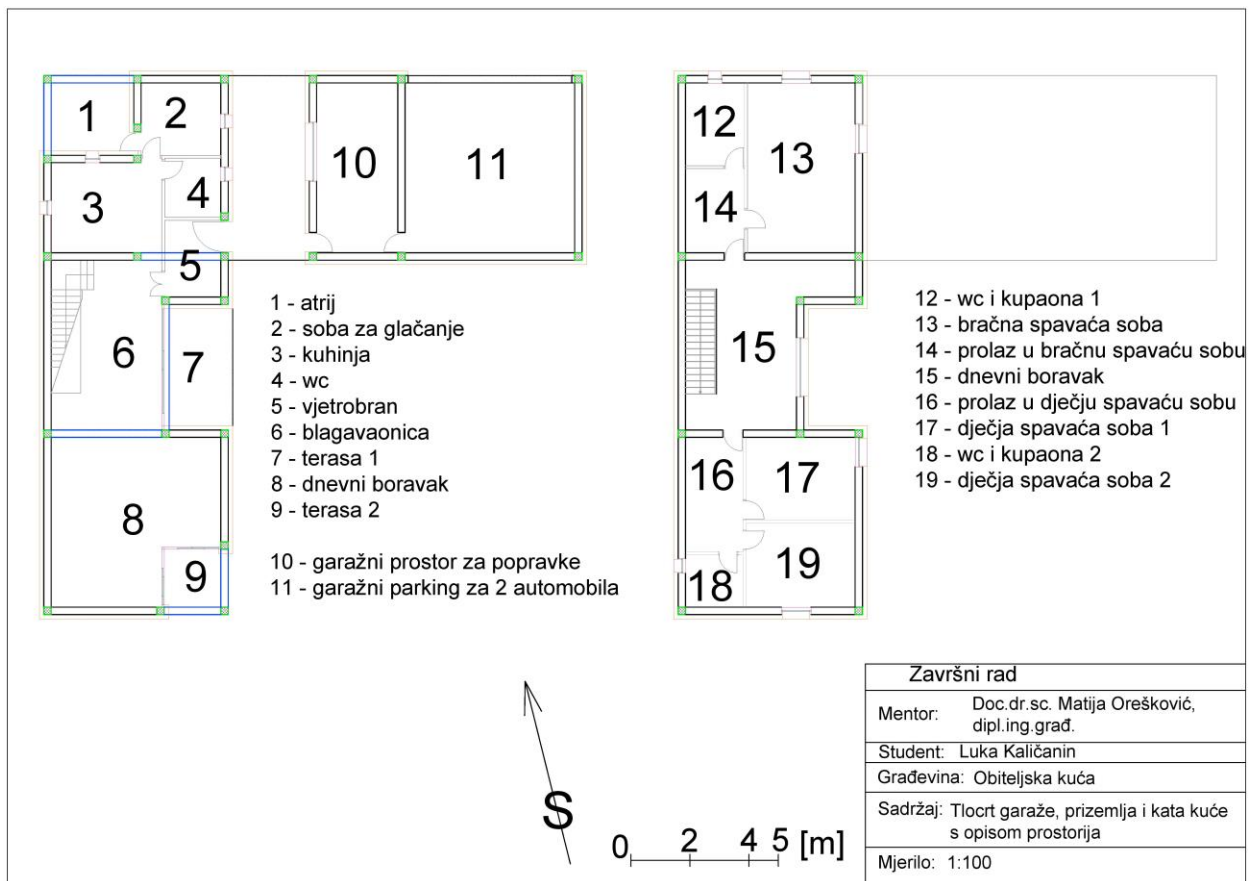 1
2
3
4
5
6
7
8
9
10
11
12
13
14
15
16
17
18
19
1 - atrij
2 - soba za glačanje
3 - kuhinja
4 - wc
5 - vjetrobran
6 - blagavaonica
7 - terasa 1
8 - dnevni boravak
9 - terasa 2
10 - garažni prostor za popravke
11 - garažni parking za 2 automobila
12 - wc i kupaona 1
13 - bračna spavaća soba
14 - prolaz u bračnu spavaću sobu
15 - dnevni boravak
16 - prolaz u dječju spavaću sobu
17 - dječja spavaća soba 1
18 - wc i kupaona 2
19 - dječja spavaća soba 2
S
0 2 4 5 [m]
Završni rad
Mentor: Doc.dr.sc. Matija Orešković,
dipl.ing.građ.
Student: Luka Kaličanin
Građevina: Obiteljska kuća
Sadržaj: Tlocrt garaže, prizemlja i kata kuće
s opisom prostorija
Mjerilo: 1:100